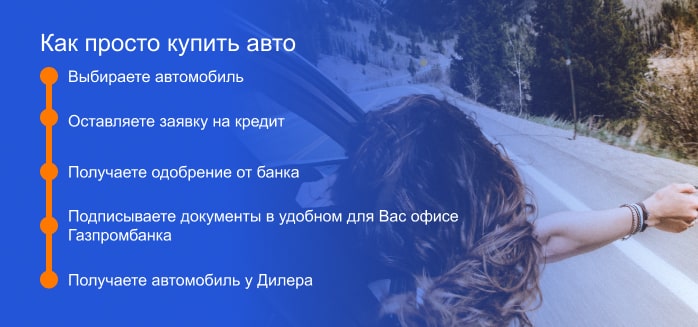 Как просто купить авто
Выбираете автомобиль
Оставляете заявку на кредит
Получаете одобрение от банка
Подписываете документы в удобном для Вас офисе
Газпромбанка
Получаете автомобиль у Дилера